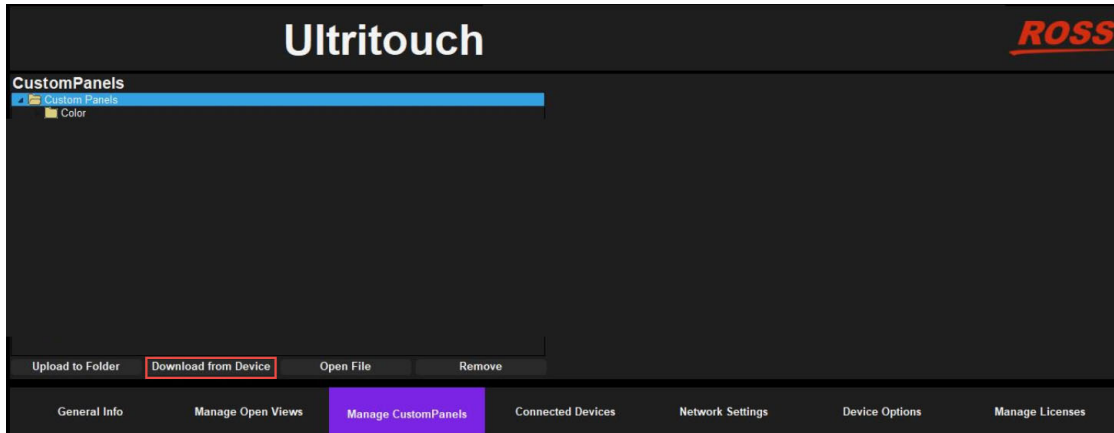 Ultritouch
ROSS
CustomPanels
Custom Panels
Color
Upload to Folder Download from Device Open File Remove
General Info Manage Open Views Manage CustomPanels Connected Devices Network Settings Device Options Manage Licenses